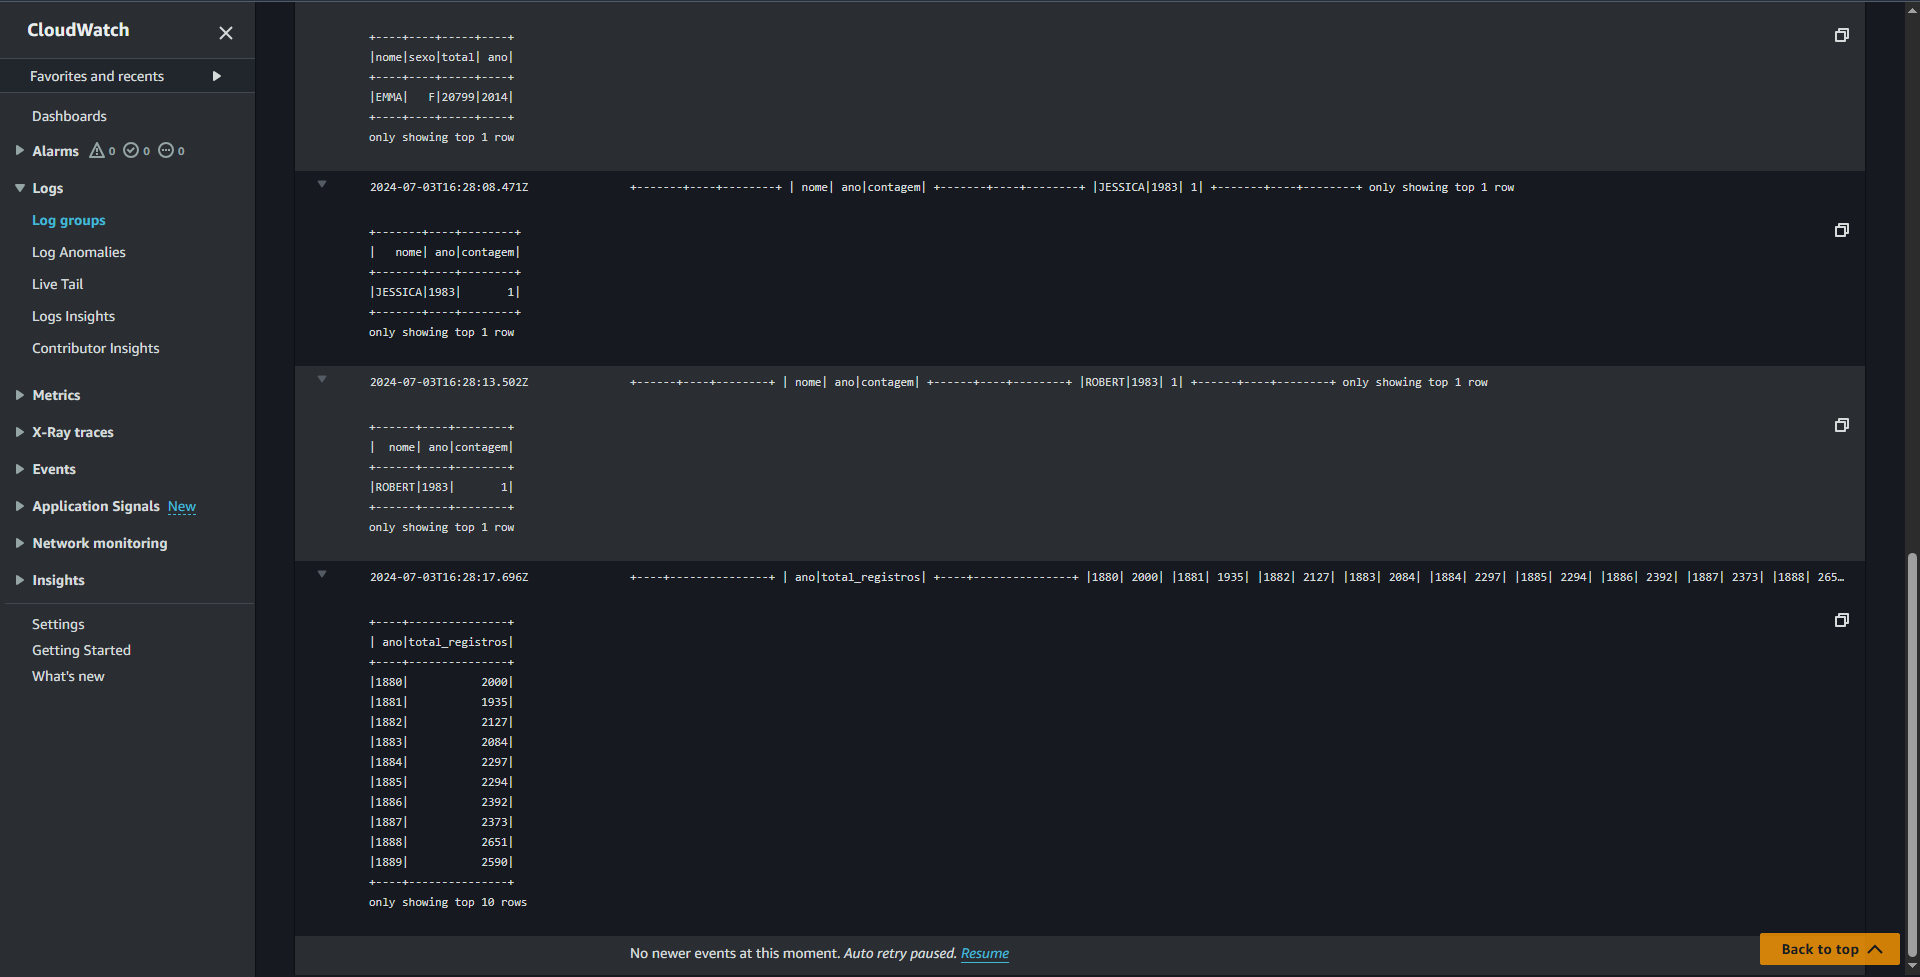 CloudWatch
Favorites and recents
Dashboards
Alarms 0 0 0
Logs
Log groups
Log Anomalies
Live Tail
Logs Insights
Contributor Insights
Metrics
X-Ray traces
Events
Application Signals New
Network monitoring
Insights
Settings
Getting Started
What's new
+----+----+-----+----+
|nome|sexo|total| ano|
+----+----+-----+----+
|EMMA|   F|20799|2014|
+----+----+-----+----+
only showing top 1 row
2024-07-03T16:28:08.471Z +-------+----+--------+ | nome| ano|contagem| +-------+----+--------+ |JESSICA|1983| 1| +-------+----+--------+ only showing top 1 row
+-------+----+--------+
|   nome| ano|contagem|
+-------+----+--------+
|JESSICA|1983|       1|
+-------+----+--------+
only showing top 1 row
2024-07-03T16:28:13.502Z +------+----+--------+ | nome| ano|contagem| +------+----+--------+ |ROBERT|1983| 1| +------+----+--------+ only showing top 1 row
+------+----+--------+
|  nome| ano|contagem|
+------+----+--------+
|ROBERT|1983|       1|
+------+----+--------+
only showing top 1 row
2024-07-03T16:28:17.696Z +----+---------------+ | ano|total_registros| +----+---------------+ |1880| 2000| |1881| 1935| |1882| 2127| |1883| 2084| |1884| 2297| |1885| 2294| |1886| 2392| |1887| 2373| |1888| 265…
+----+---------------+
| ano|total_registros|
+----+---------------+
|1880|           2000|
|1881|           1935|
|1882|           2127|
|1883|           2084|
|1884|           2297|
|1885|           2294|
|1886|           2392|
|1887|           2373|
|1888|           2651|
|1889|           2590|
+----+---------------+
only showing top 10 rows
No newer events at this moment. Auto retry paused. Resume
Back to top